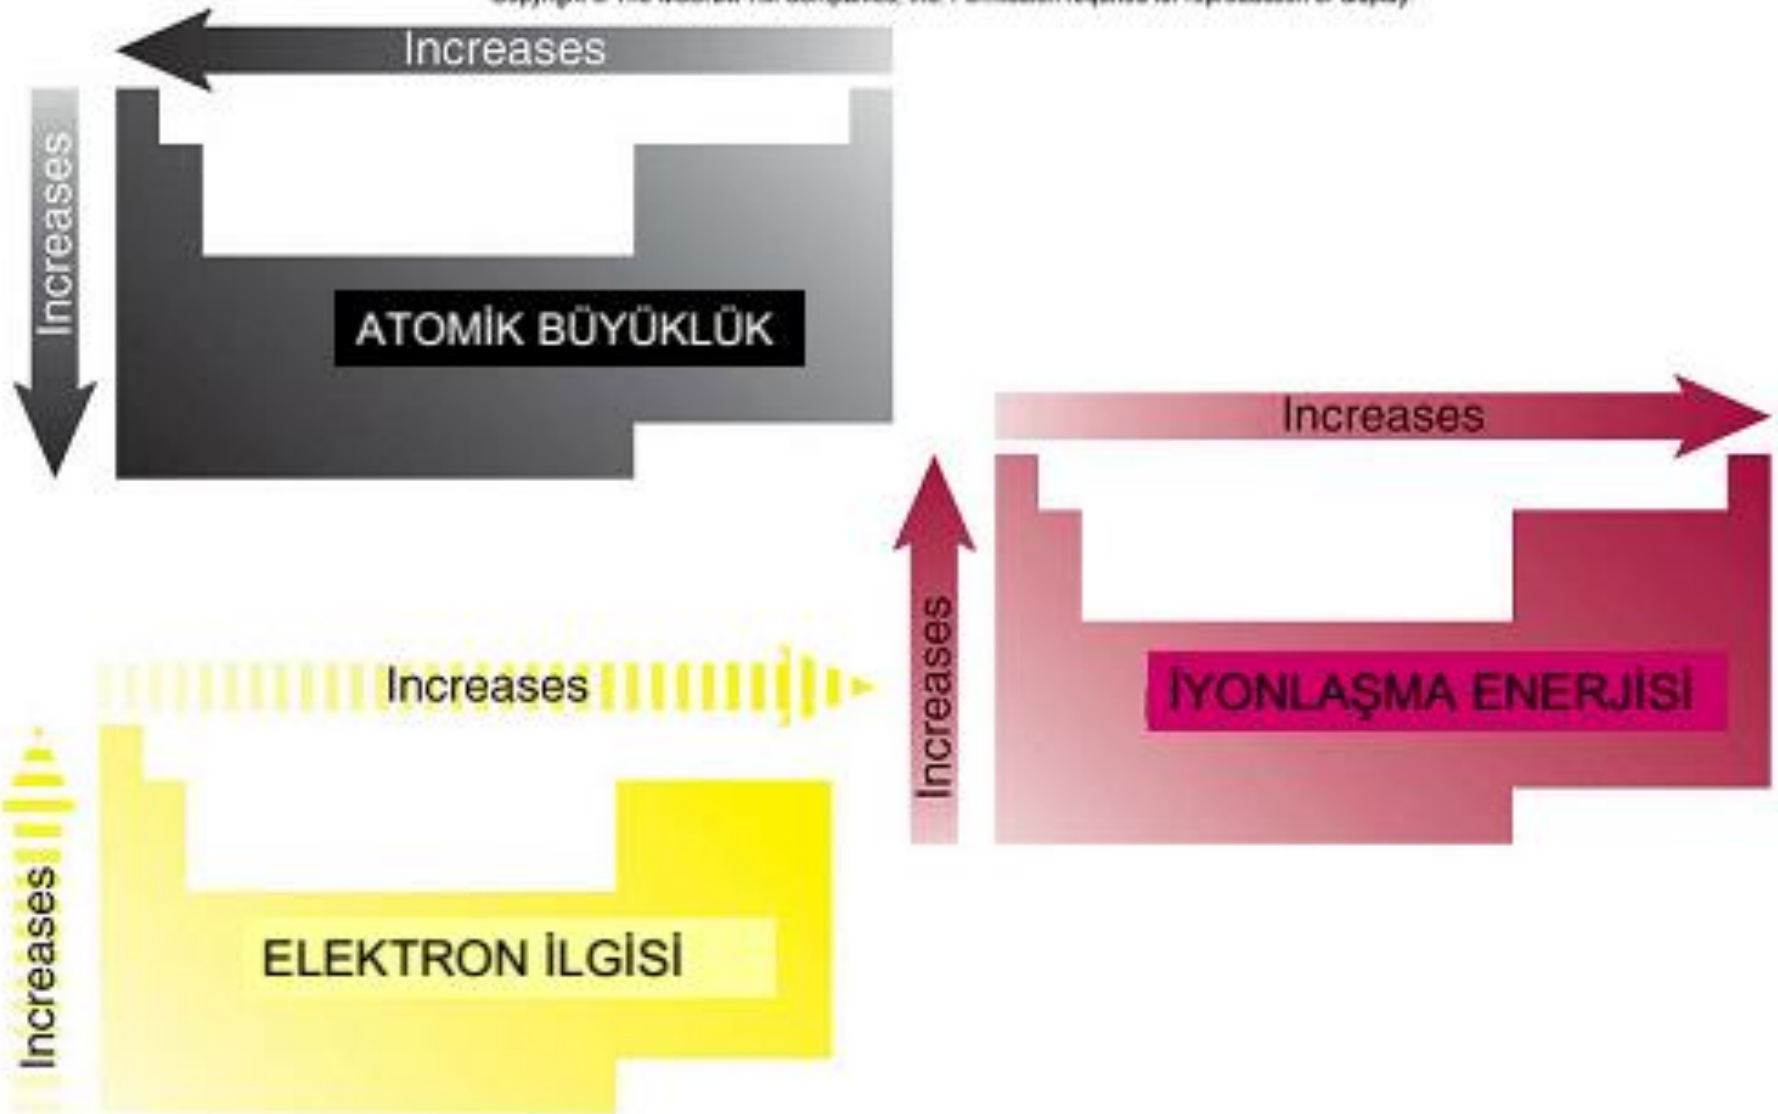 Increases
Increases
ATOMİK BÜYÜKLÜK
Increases
Increases
İYONLAŞMA ENERJİSİ
Increases
Increases
ELEKTRON İLGİSİ